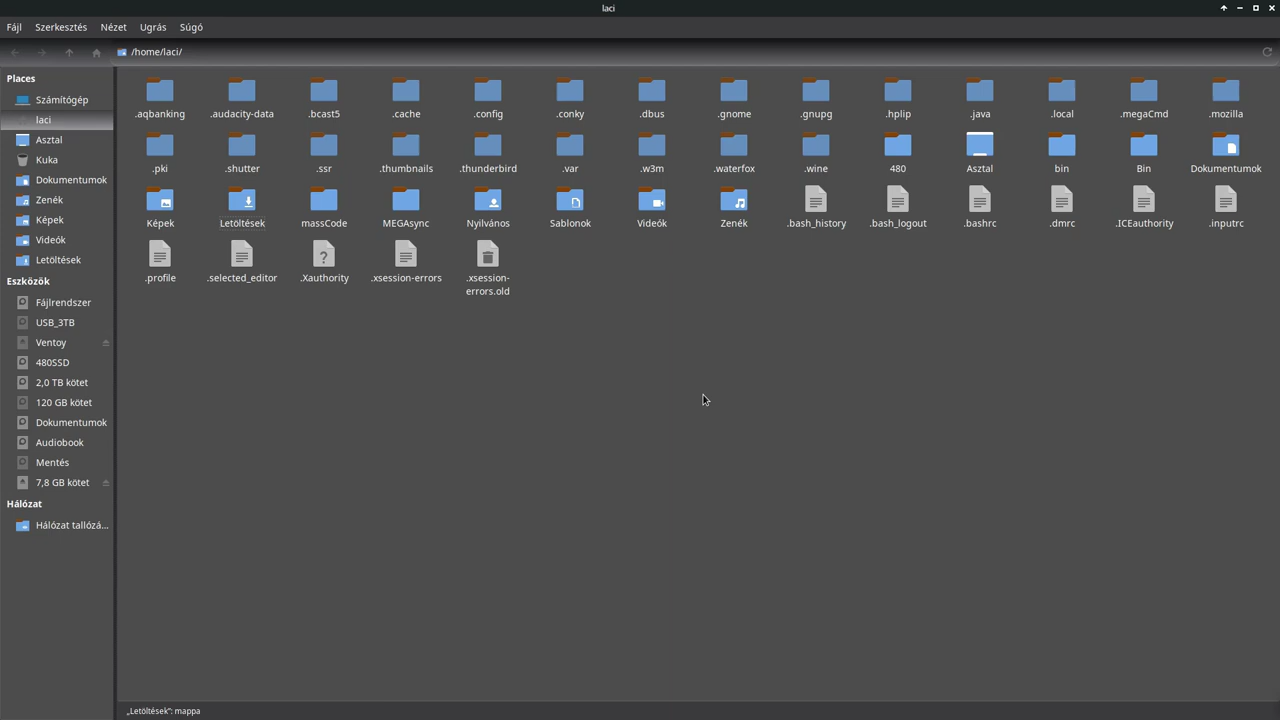 laci
Fájl Szerkesztés Nézet Ugrás Súgó
/home/laci/
Places
Számítógép
laci
Asztal
Kuka
Dokumentumok
Zenék
Képek
Videók
Letöltések
Eszközök
Fájlrendszer
USB_3TB
Ventoy
480SSD
2,0 TB kötet
120 GB kötet
Dokumentumok
Audiobook
Mentés
7,8 GB kötet
Hálózat
Hálózat tallózá...
.aqbanking .audacity-data .bcast5 .cache .config .conky .dbus .gnome .gnupg .hplip .java .local .megaCmd .mozilla
.pki .shutter .ssr .thumbnails .thunderbird .var .w3m .waterfox .wine 480 Asztal bin Bin Dokumentumok
Képek Letöltések massCode MEGAsync Nyilvános Sablonok Videók Zenék .bash_history .bash_logout .bashrc .dmrc .ICEauthority .inputrc
.profile .selected_editor .Xauthority .xsession-errors .xsession-
errors.old
„Letöltések”: mappa